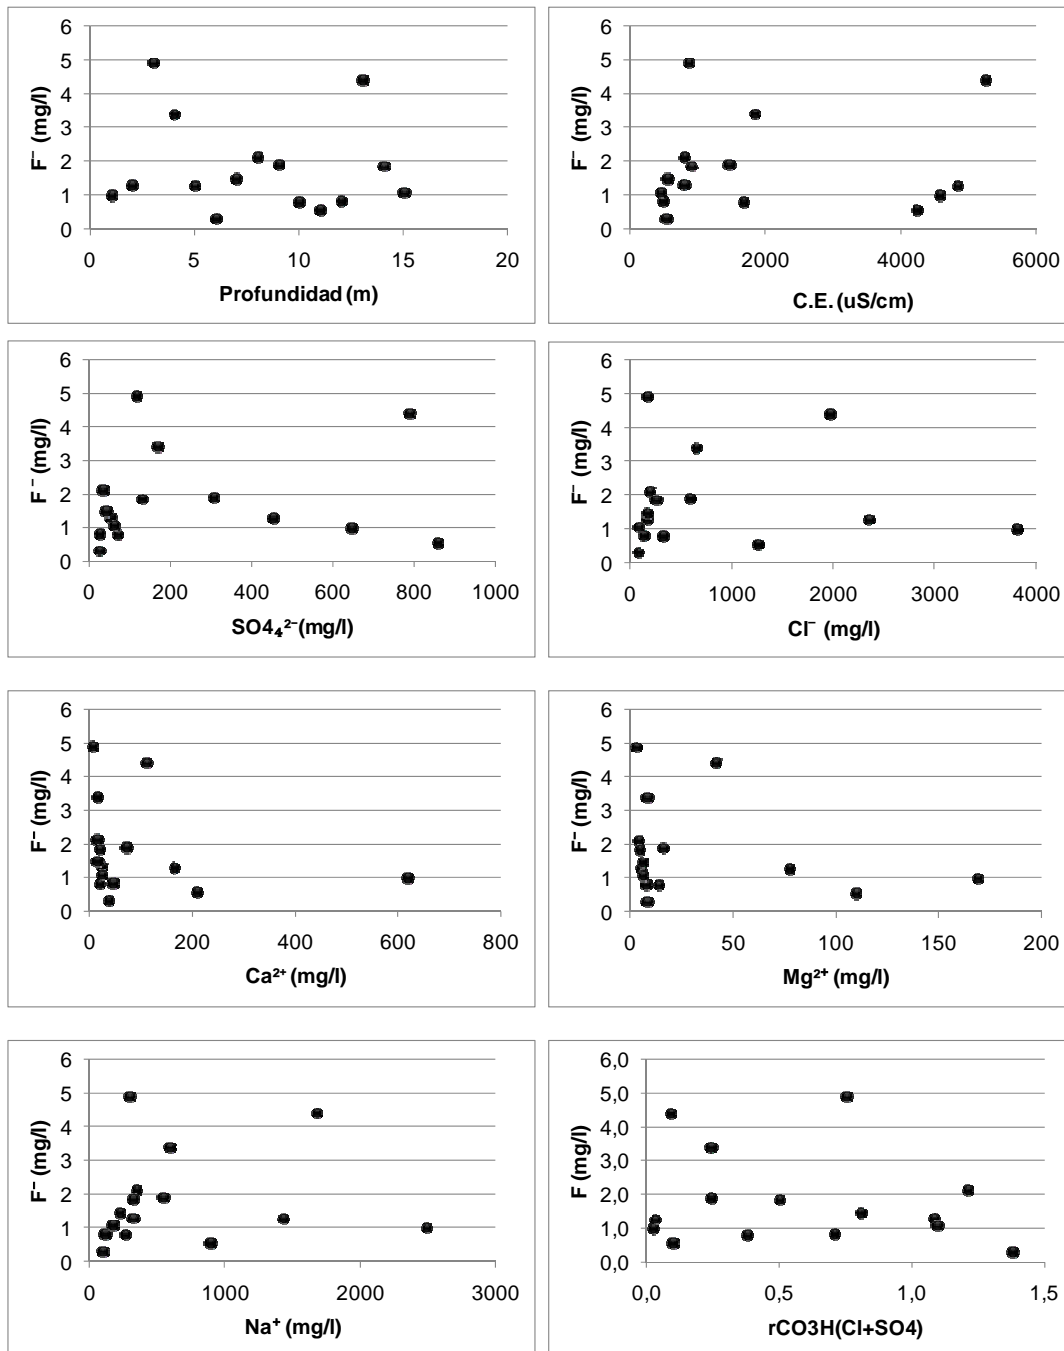 6
5
4
3
2
1
0
F⁻ (mg/l)
0 5 10 15 20
Profundidad (m)
6
5
4
3
2
1
0
F⁻ (mg/l)
0 2000 4000 6000
C.E. (uS/cm)
6
5
4
3
2
1
0
F⁻ (mg/l)
0 200 400 600 800 1000
SO4₄²⁻(mg/l)
6
5
4
3
2
1
0
F⁻ (mg/l)
0 1000 2000 3000 4000
Cl⁻ (mg/l)
6
5
4
3
2
1
0
F⁻ (mg/l)
0 200 400 600 800
Ca²⁺ (mg/l)
6
5
4
3
2
1
0
F⁻ (mg/l)
0 50 100 150 200
Mg²⁺ (mg/l)
6
5
4
3
2
1
0
F⁻ (mg/l)
0 1000 2000 3000
Na⁺ (mg/l)
6,0
5,0
4,0
3,0
2,0
1,0
0,0
F (mg/l)
0,0 0,5 1,0 1,5
rCO3H(Cl+SO4)